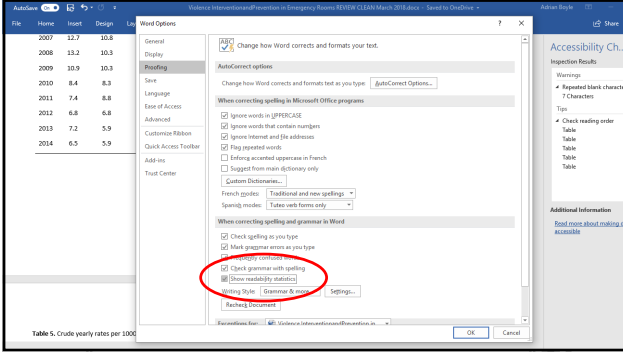 AutoSave On
Violence InterventionandPrevention in Emergency Rooms REVIEW CLEAN March 2018.docx - Saved to OneDrive
Adrian Boyle
File Home Insert Design Lay
Share
Word Options
? ×
General
Display
Proofing
Save
Language
Ease of Access
Advanced
Customize Ribbon
Quick Access Toolbar
Add-ins
Trust Center
ABC
Change how Word corrects and formats your text.
AutoCorrect options
Change how Word corrects and formats text as you type: AutoCorrect Options...
When correcting spelling in Microsoft Office programs
Ignore words in UPPERCASE
Ignore words that contain numbers
Ignore Internet and file addresses
Flag repeated words
Enforce accented uppercase in French
Suggest from main dictionary only
Custom Dictionaries...
French modes: Traditional and new spellings
Spanish modes: Tuteo verb forms only
When correcting spelling and grammar in Word
Check spelling as you type
Mark grammar errors as you type
Frequently confused words
Check grammar with spelling
Show readability statistics
Writing Style: Grammar & more Settings...
Recheck Document
Exceptions for: Violence InterventionandPrevention in
OK Cancel
2007 12.7 10.8
2008 13.2 10.3
2009 10.9 10.3
2010 8.4 8.3
2011 7.4 8.8
2012 6.8 6.8
2013 7.2 5.9
2014 6.5 5.9
Table 5. Crude yearly rates per 1000
Accessibility Ch...
Inspection Results
Warnings
Repeated blank characte
7 Characters
Tips
Check reading order
Table
Table
Table
Table
Table
Additional Information
Read more about making d
accessible